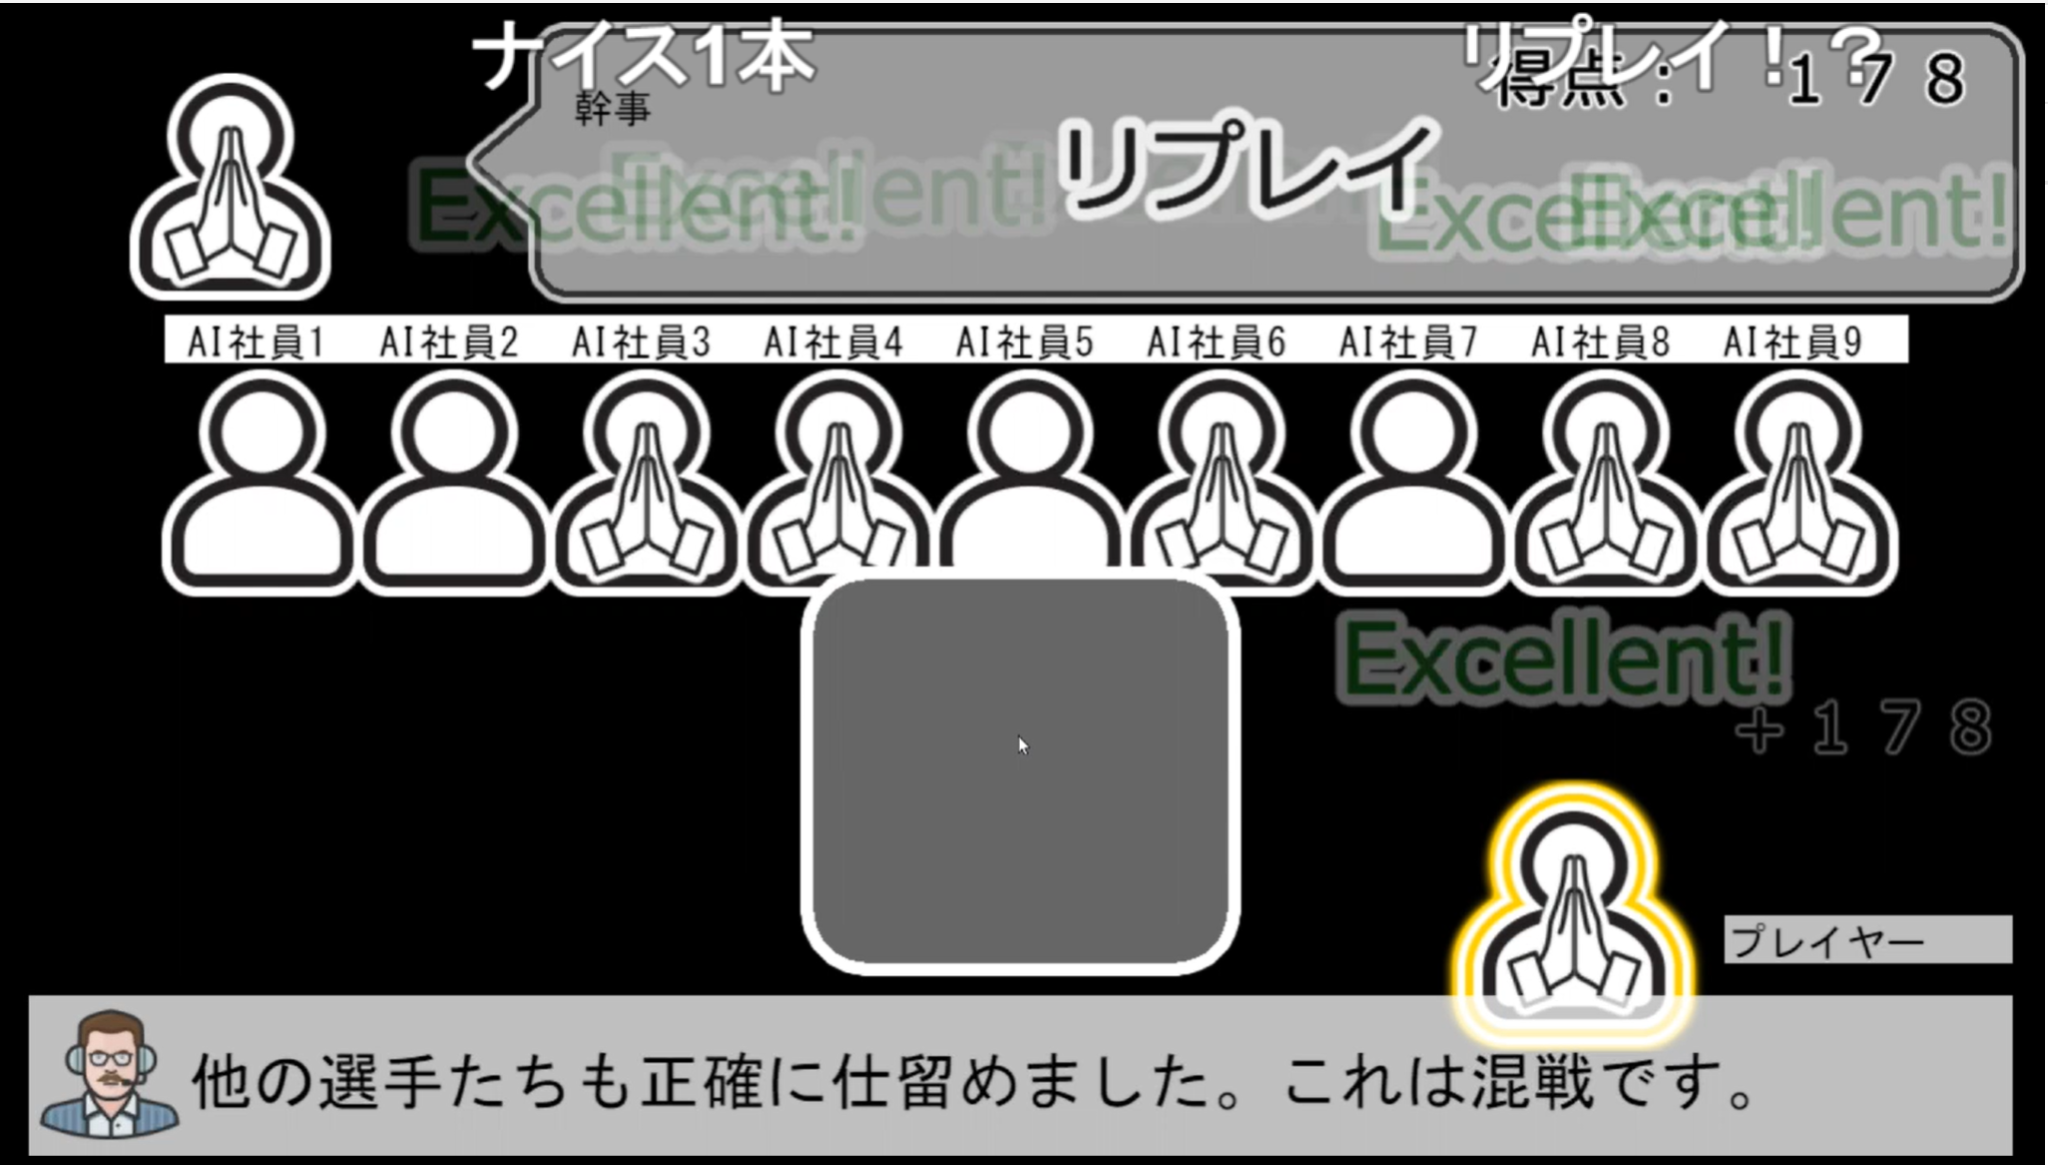 ナイス1本
リプレイ！？
得点： 178
幹事
リプレイ
Excellent!
Excellent!
Excellent!
Excellent!
AI社員1 AI社員2 AI社員3 AI社員4 AI社員5 AI社員6 AI社員7 AI社員8 AI社員9
Excellent!
＋178
プレイヤー
他の選手たちも正確に仕留めました。これは混戦です。